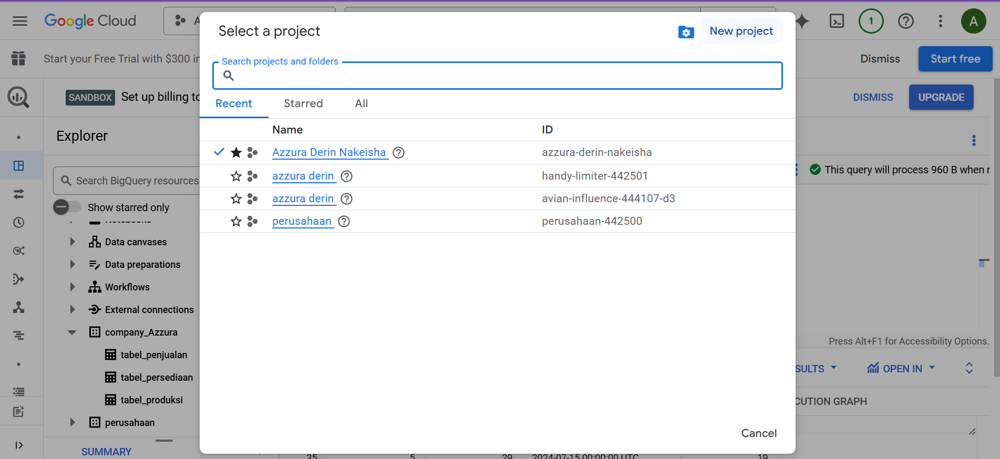 Google Cloud
A
1
A
Select a project
New project
Start your Free Trial with $300 in
Dismiss
Start free
Search projects and folders
SANDBOX Set up billing to
DISMISS
UPGRADE
Recent
Starred
All
Explorer
Name
ID
Azzura Derin Nakeisha
azzura-derin-nakeisha
Search BigQuery resources
azzura derin
handy-limiter-442501
This query will process 960 B when r
Show starred only
azzura derin
avian-influence-444107-d3
Notebooks
perusahaan
perusahaan-442500
Data canvases
Data preparations
Workflows
External connections
company_Azzura
tabel_penjualan
tabel_persediaan
tabel_produksi
perusahaan
Press Alt+F1 for Accessibility Options.
SULTS
OPEN IN
CUTION GRAPH
Cancel
SUMMARY
35
5
29
2024-07-15 00:00:00 UTC
19